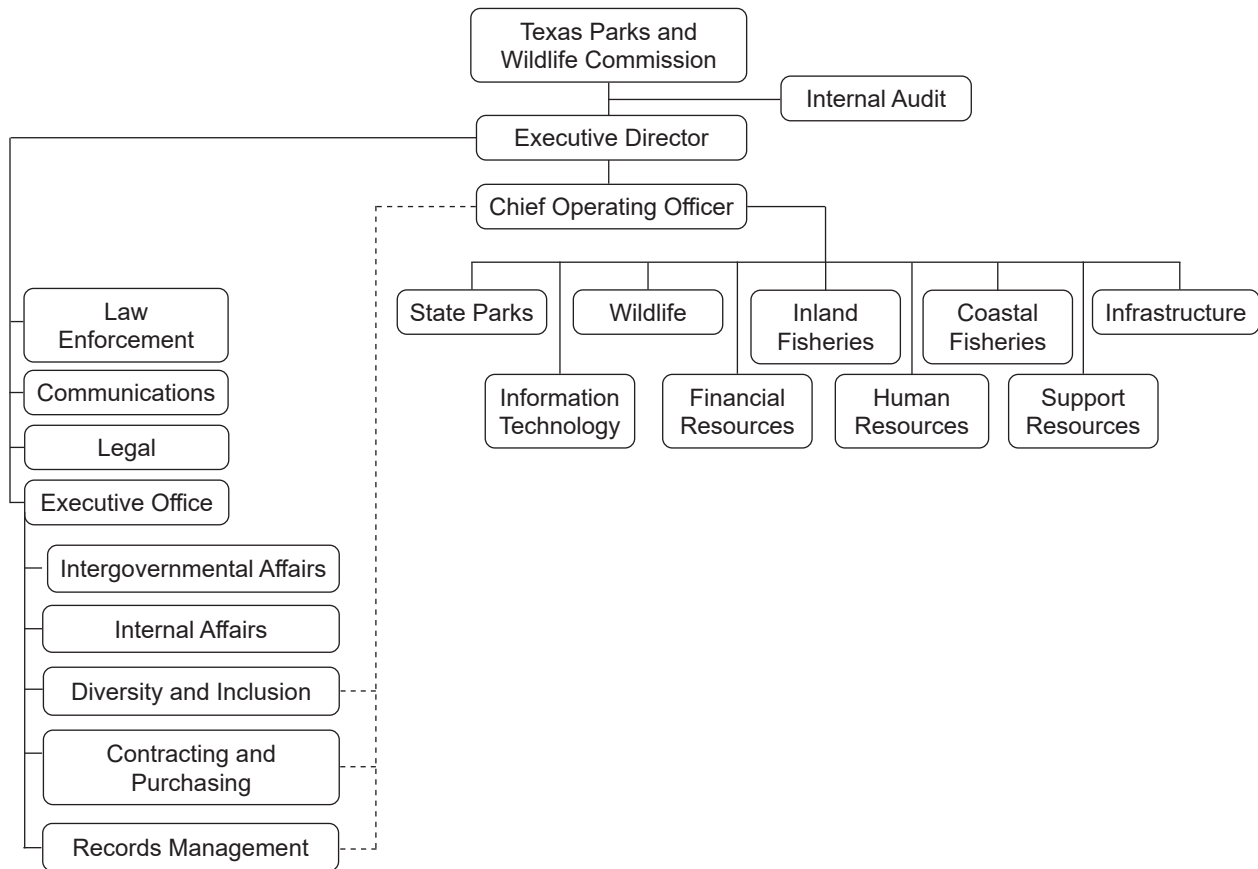 Texas Parks and
Wildlife Commission
Internal Audit
Executive Director
Chief Operating Officer
State Parks
Wildlife
Inland
Fisheries
Coastal
Fisheries
Infrastructure
Information
Technology
Financial
Resources
Human
Resources
Support
Resources
Law
Enforcement
Communications
Legal
Executive Office
Intergovernmental Affairs
Internal Affairs
Diversity and Inclusion
Contracting and
Purchasing
Records Management